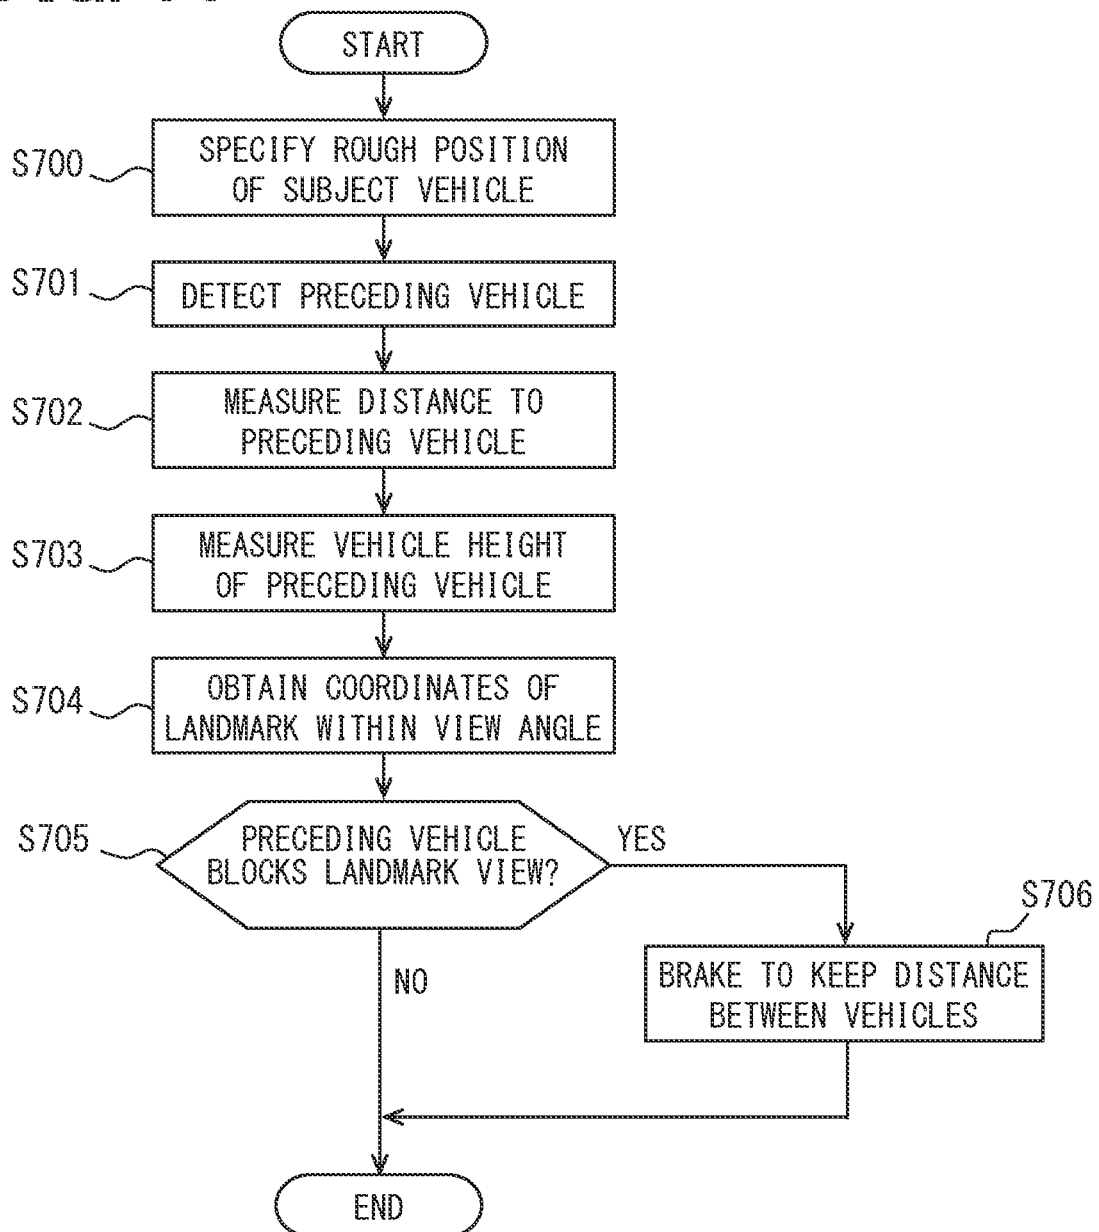 START
S700
SPECIFY ROUGH POSITION
OF SUBJECT VEHICLE
S701
DETECT PRECEDING VEHICLE
S702
MEASURE DISTANCE TO
PRECEDING VEHICLE
S703
MEASURE VEHICLE HEIGHT
OF PRECEDING VEHICLE
S704
OBTAIN COORDINATES OF
LANDMARK WITHIN VIEW ANGLE
S705
PRECEDING VEHICLE
BLOCKS LANDMARK VIEW?
YES
S706
BRAKE TO KEEP DISTANCE
BETWEEN VEHICLES
NO
END